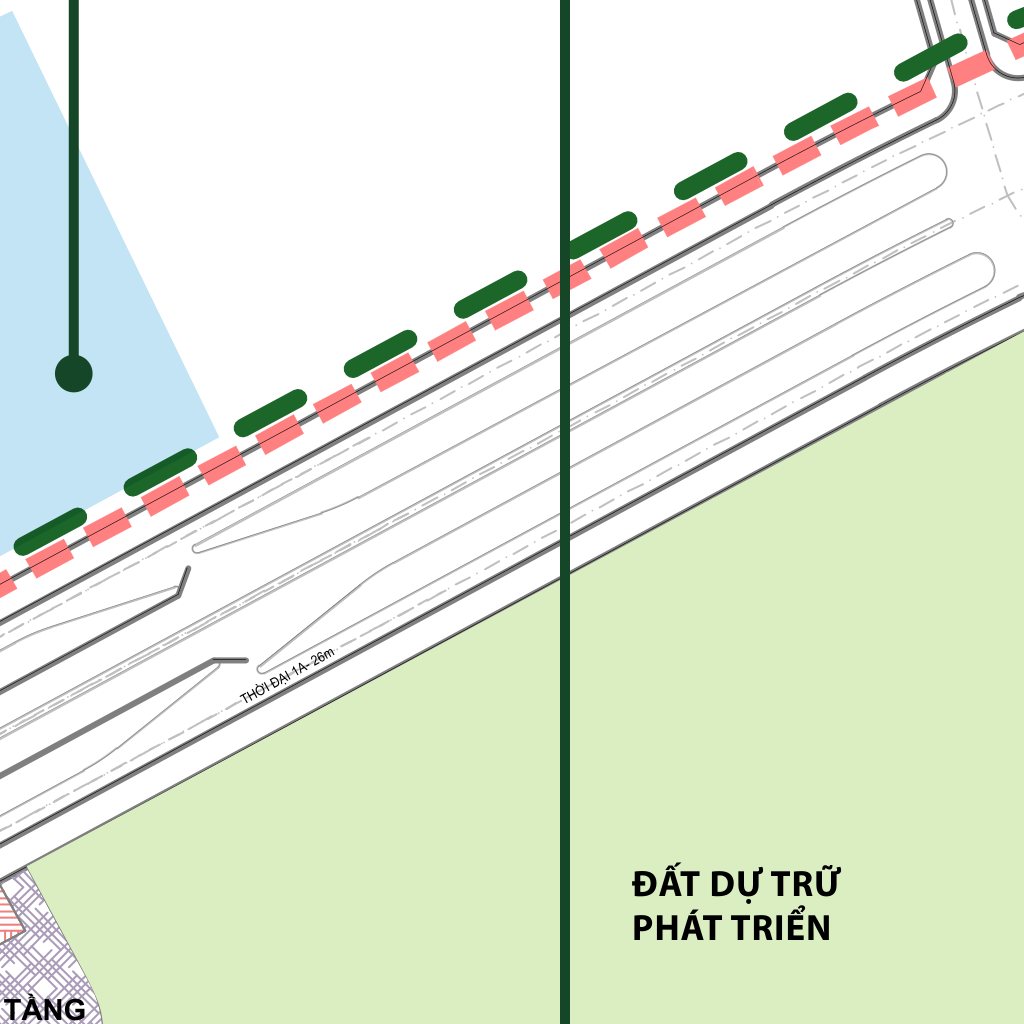 THỜI ĐẠI 1A- 26m
ĐẤT DỰ TRỮ
PHÁT TRIỂN
TẦNG